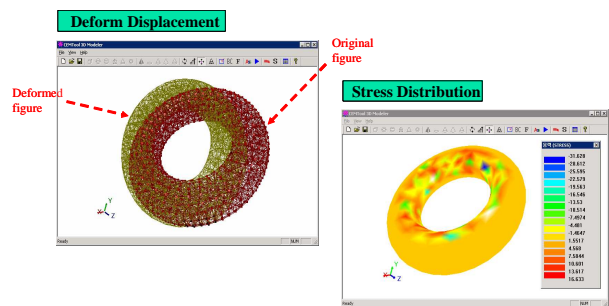 Deform Displacement
CEMTool 3D Modeler
File View Help
Ready
NUM
Y
X
Z
Deformed
figure
Original
figure
Stress Distribution
CEMTool 3D Modeler
File View Help
(STRESS)
-31.628
-28.612
-25.595
-22.579
-19.563
-16.546
-13.53
-10.514
-7.4974
-4.481
-1.4647
1.5517
4.568
7.5844
10.601
13.617
16.633
Y
X
Z
Ready
NUM